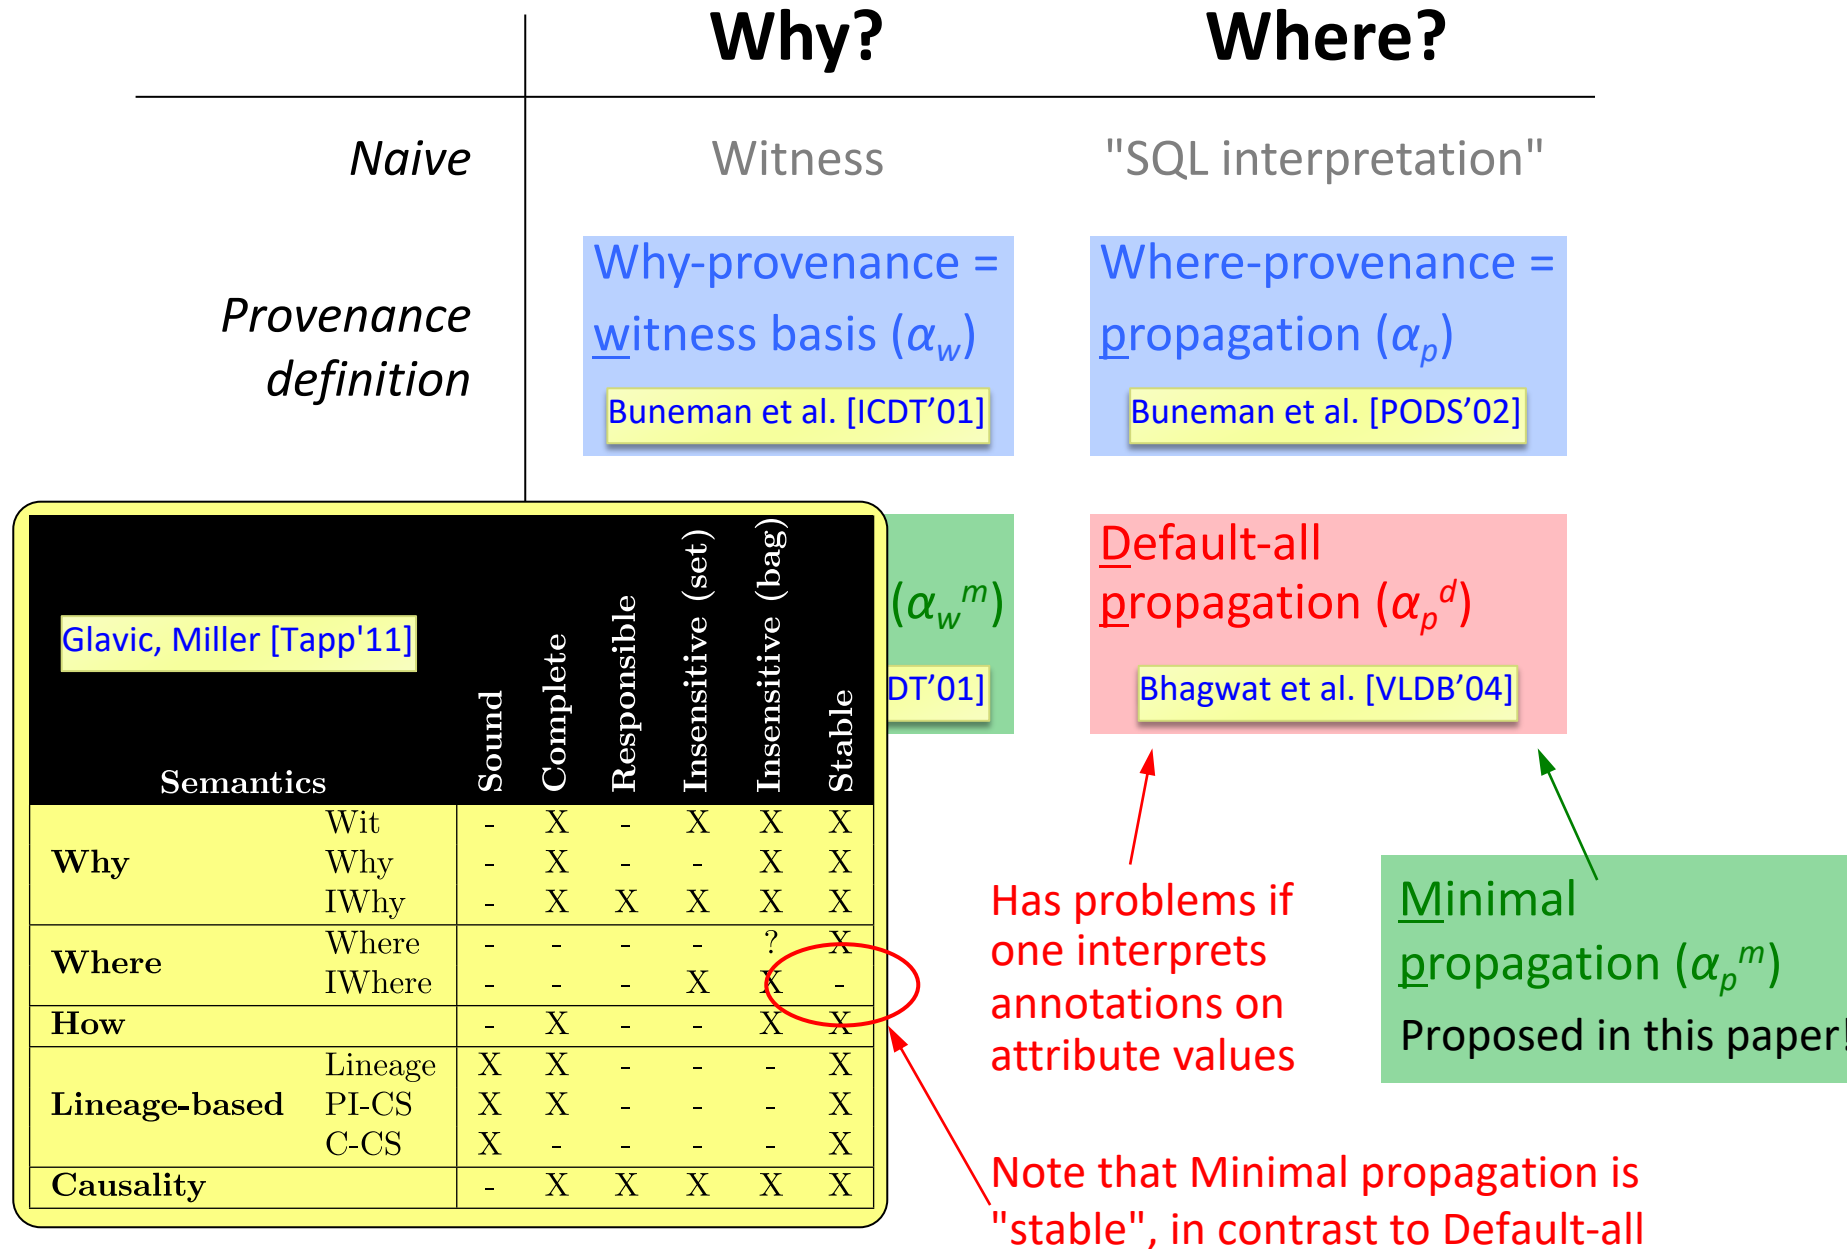 Why? Where?
Naive Witness "SQL interpretation"
Provenance
definition
Why-provenance =
witness basis (αw)
Buneman et al. [ICDT’01]
Where-provenance =
propagation (αp)
Buneman et al. [PODS’02]
(αwm)
DT’01]
Default-all
propagation (αpd)
Bhagwat et al. [VLDB’04]
Glavic, Miller [Tapp'11]
Semantics Sound Complete Responsible Insensitive (set) Insensitive (bag) Stable
Why Wit - X - X X X
Why - X - - X X
IWhy - X X X X X
Where Where - - - - ? X
IWhere - - - X X -
How - X - - X X
Lineage-based Lineage X X - - - X
PI-CS X X - - - X
C-CS X - - - - X
Causality - X X X X X
Has problems if
one interprets
annotations on
attribute values
Minimal
propagation (αpm)
Proposed in this paper!
Note that Minimal propagation is
"stable", in contrast to Default-all